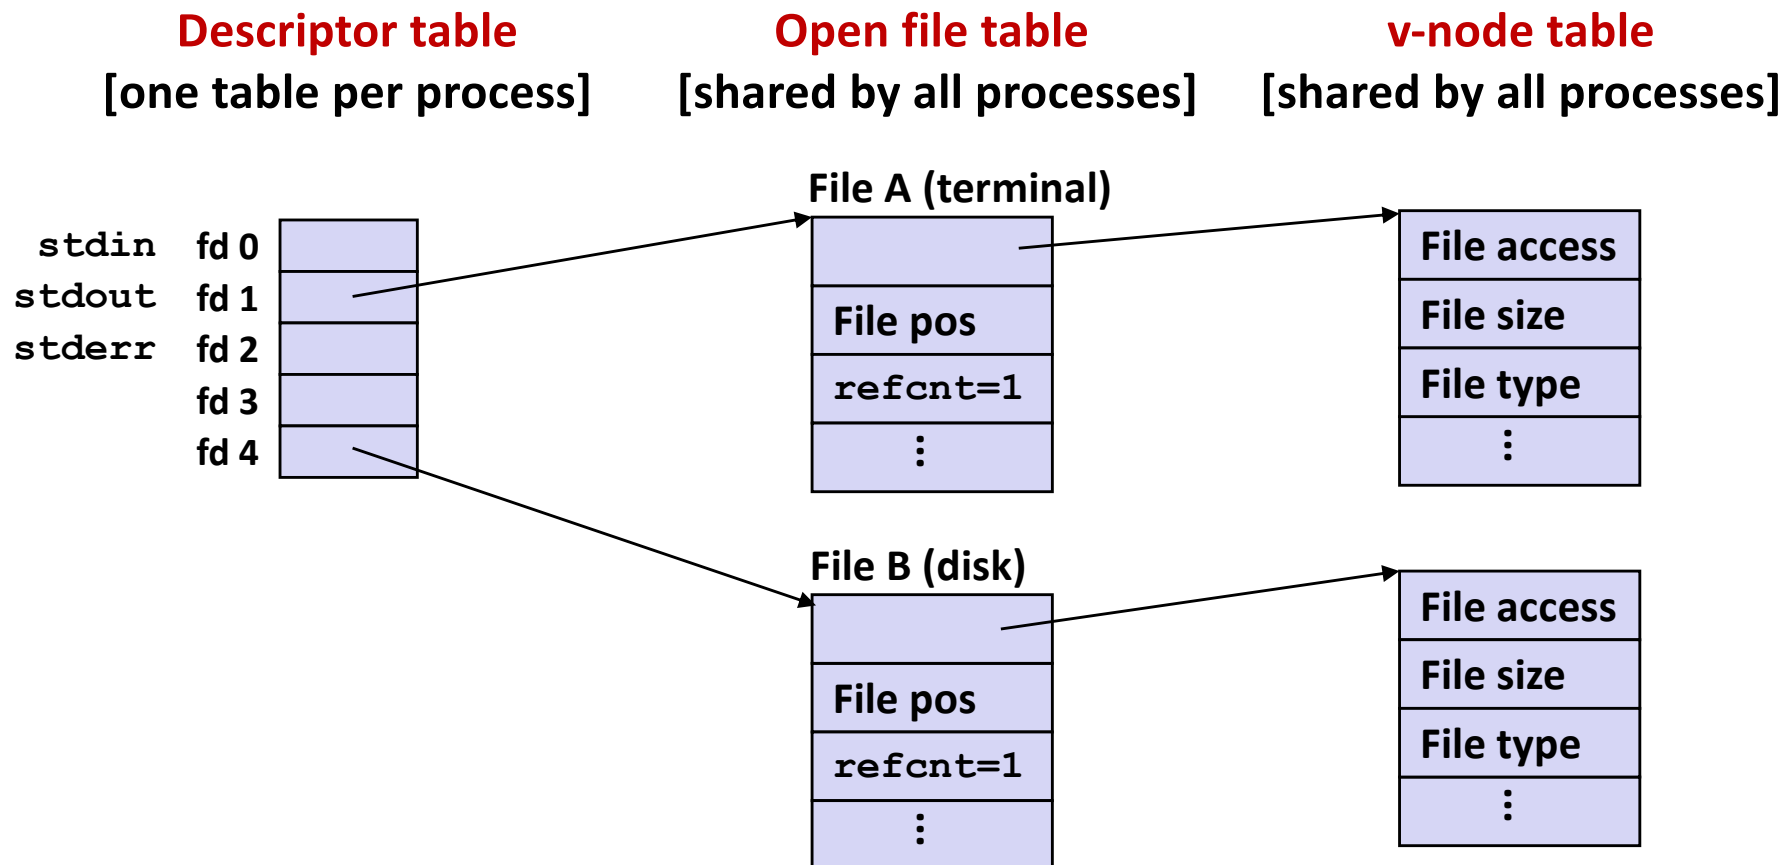 Descriptor table
[one table per process]
Open file table
[shared by all processes]
v-node table
[shared by all processes]
stdin fd 0
stdout fd 1
stderr fd 2
fd 3
fd 4
File A (terminal)
File pos
refcnt=1
⋮
File access
File size
File type
⋮
File B (disk)
File pos
refcnt=1
⋮
File access
File size
File type
⋮